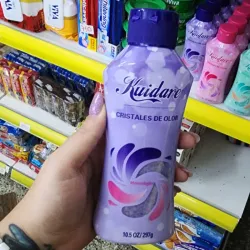 Kuidare
CRISTALES DE OLOR
10.5 OZ/297g